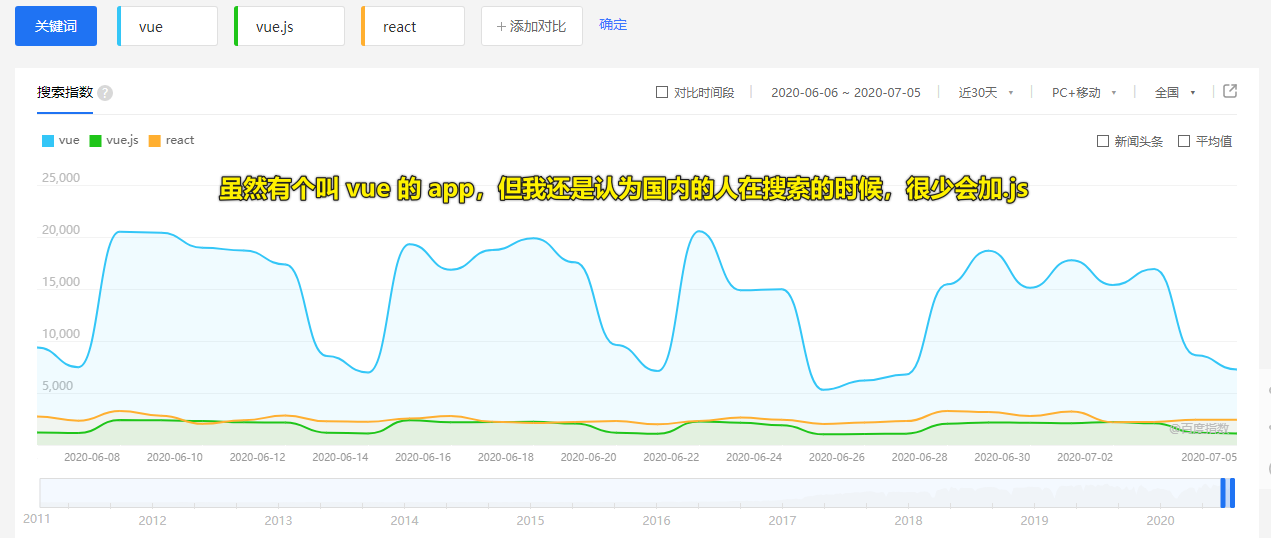 关键词 vue vue.js react +添加对比 确定
搜索指数 ? 对比时间段 2020-06-06 ~ 2020-07-05 近30天 PC+移动 全国
vue vue.js react 新闻头条 平均值
虽然有个叫 vue 的 app，但我还是认为国内的人在搜索的时候，很少会加.js
25,000
20,000
15,000
10,000
5,000
@百度指数
2020-06-08 2020-06-10 2020-06-12 2020-06-14 2020-06-16 2020-06-18 2020-06-20 2020-06-22 2020-06-24 2020-06-26 2020-06-28 2020-06-30 2020-07-02 2020-07-05
2011 2012 2013 2014 2015 2016 2017 2018 2019 2020